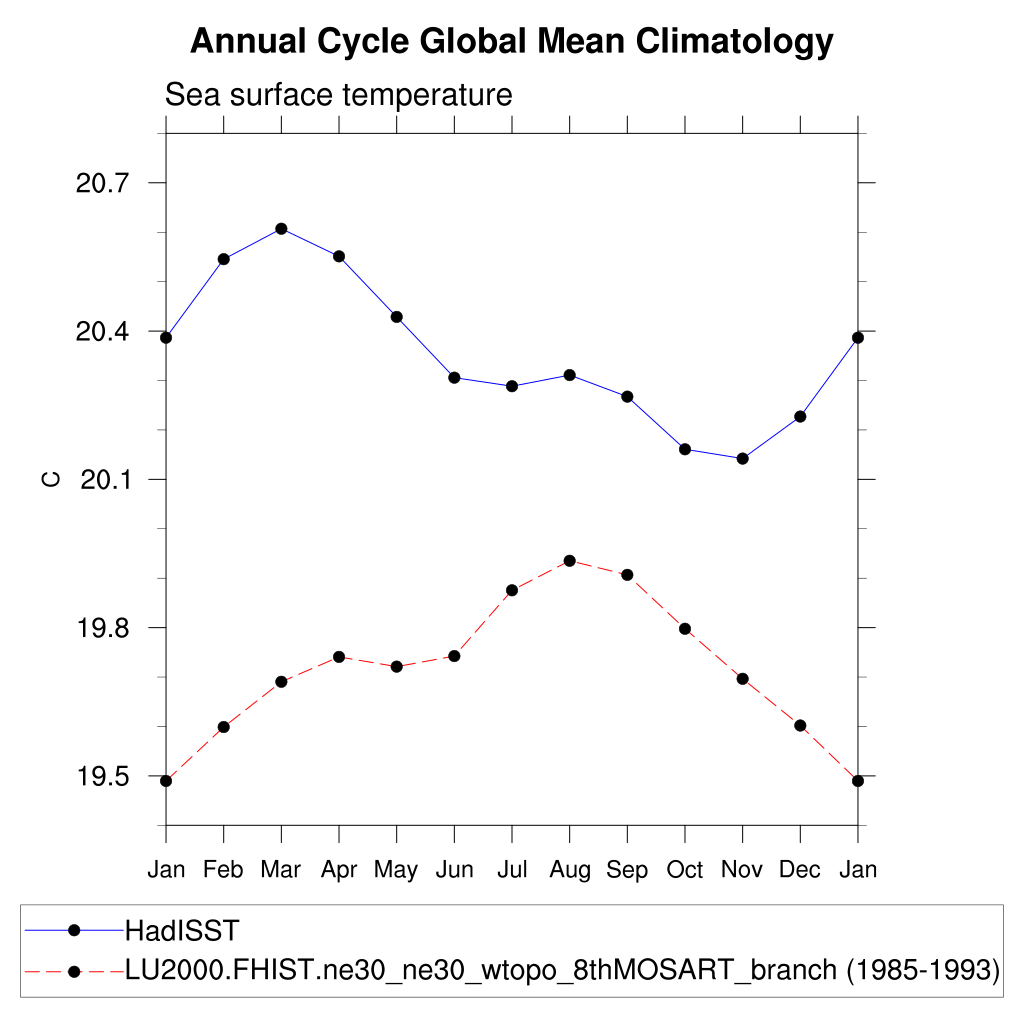 Annual Cycle Global Mean Climatology
Sea surface temperature
20.7
20.4
20.1
19.8
19.5
C
Jan Feb Mar Apr May Jun Jul Aug Sep Oct Nov Dec Jan
HadISST
LU2000.FHIST.ne30_ne30_wtopo_8thMOSART_branch (1985-1993)